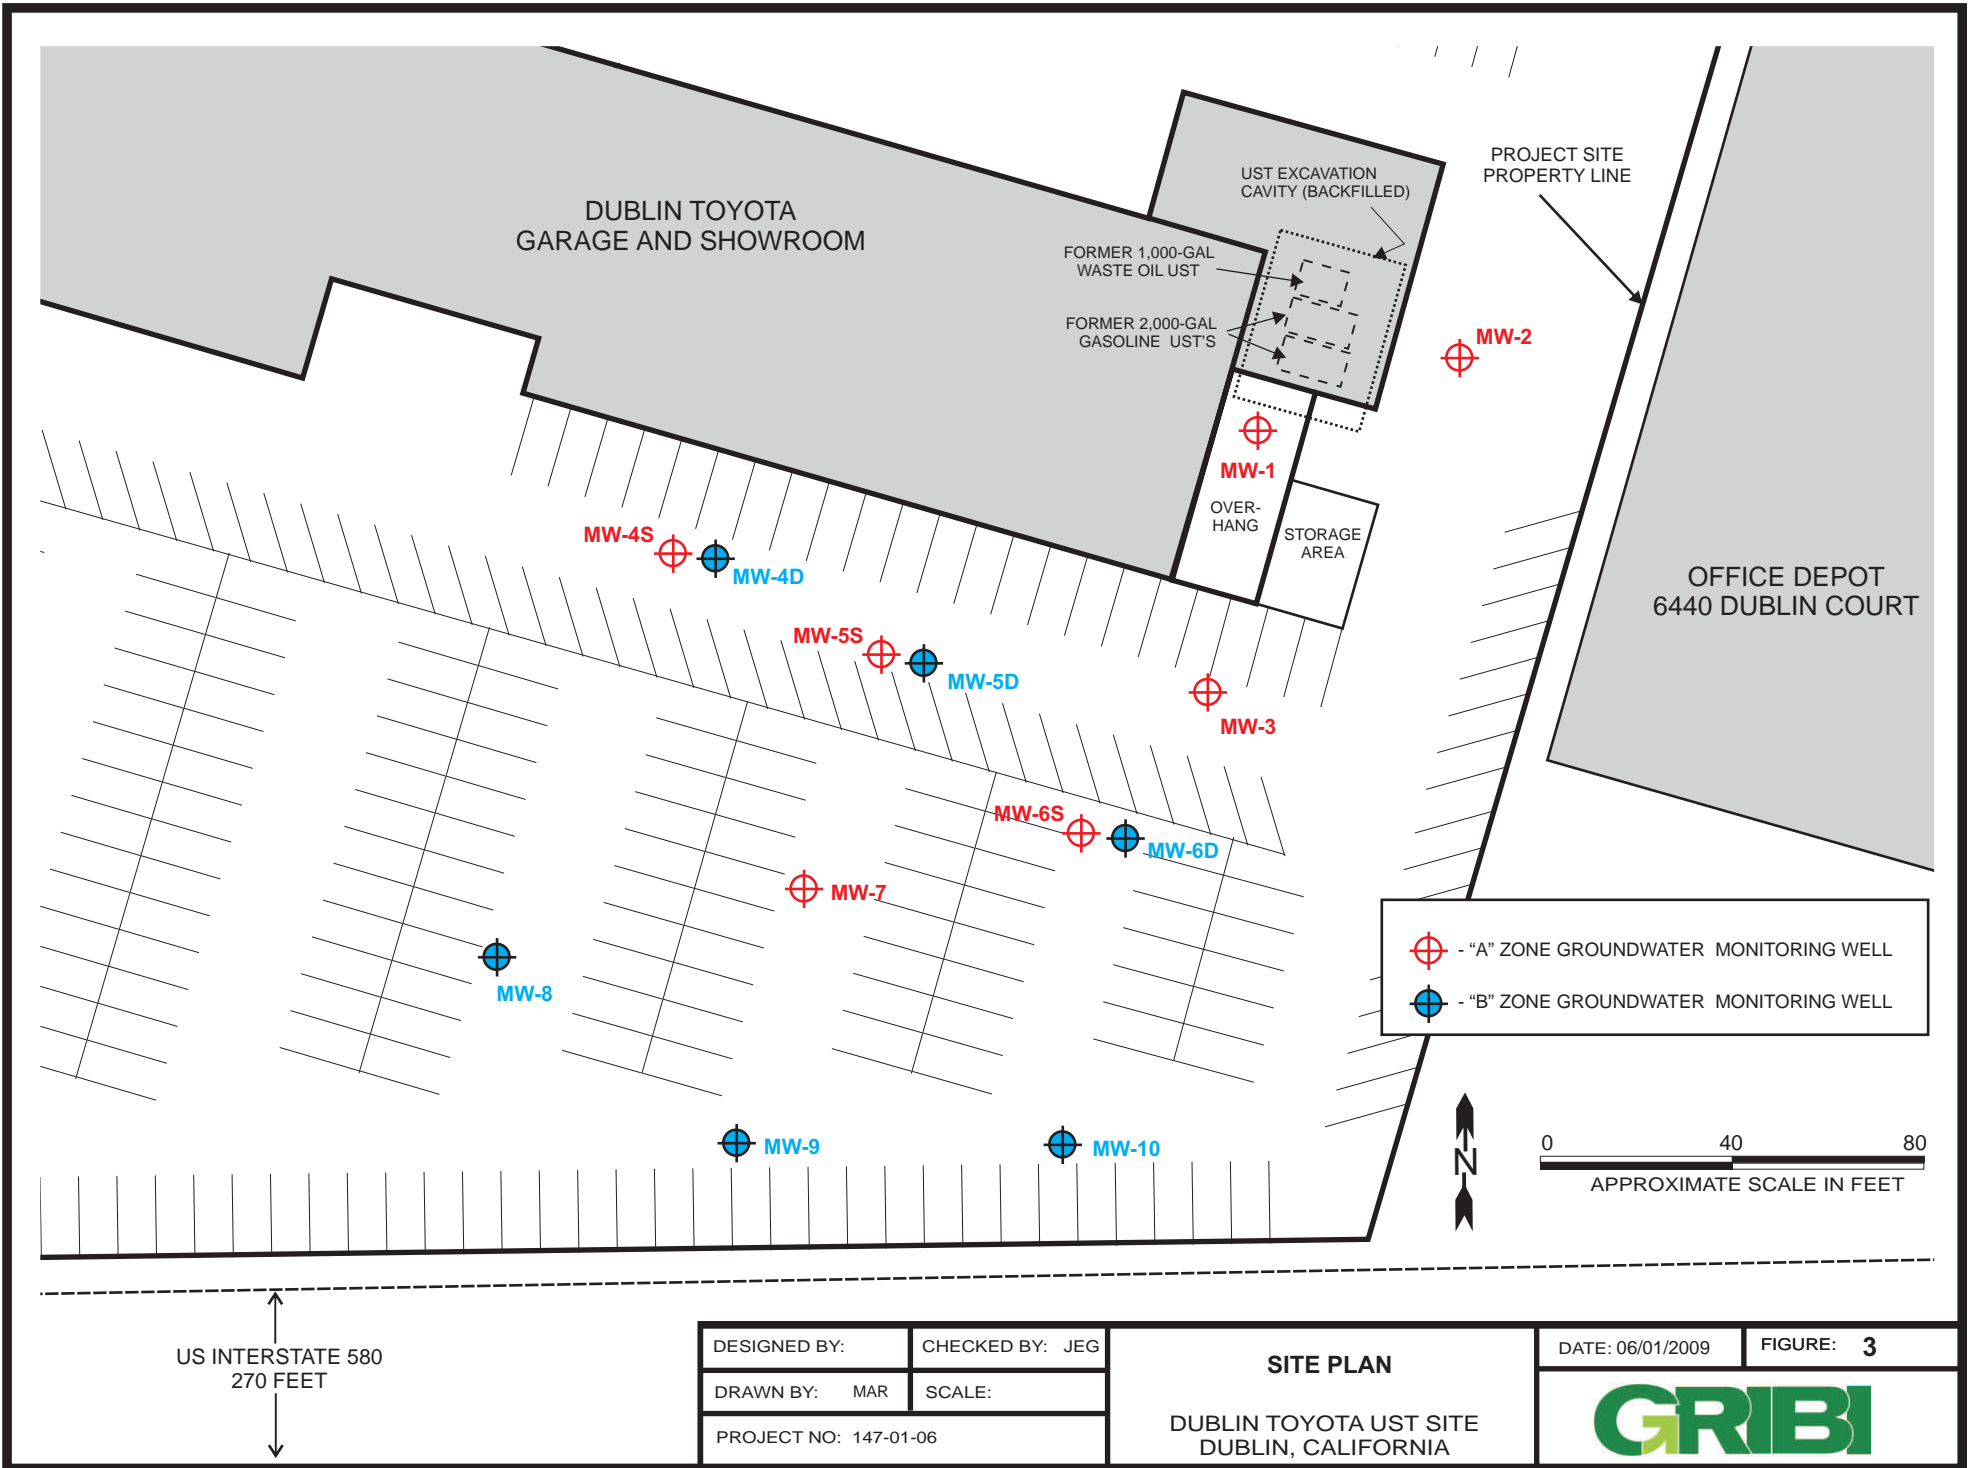 DUBLIN TOYOTA
GARAGE AND SHOWROOM
UST EXCAVATION
CAVITY (BACKFILLED)
PROJECT SITE
PROPERTY LINE
FORMER 1,000-GAL
WASTE OIL UST
FORMER 2,000-GAL
GASOLINE UST'S
MW-2
MW-1
OVER-
HANG
STORAGE
AREA
MW-4S
MW-4D
OFFICE DEPOT
6440 DUBLIN COURT
MW-5S
MW-5D
MW-3
MW-6S
MW-6D
MW-7
MW-8
- “A” ZONE GROUNDWATER MONITORING WELL
- “B” ZONE GROUNDWATER MONITORING WELL
MW-9
MW-10
N
0 40 80
APPROXIMATE SCALE IN FEET
US INTERSTATE 580
270 FEET
DESIGNED BY:
CHECKED BY: JEG
DRAWN BY: MAR
SCALE:
PROJECT NO: 147-01-06
SITE PLAN
DUBLIN TOYOTA UST SITE
DUBLIN, CALIFORNIA
DATE: 06/01/2009
FIGURE: 3
GRIBI